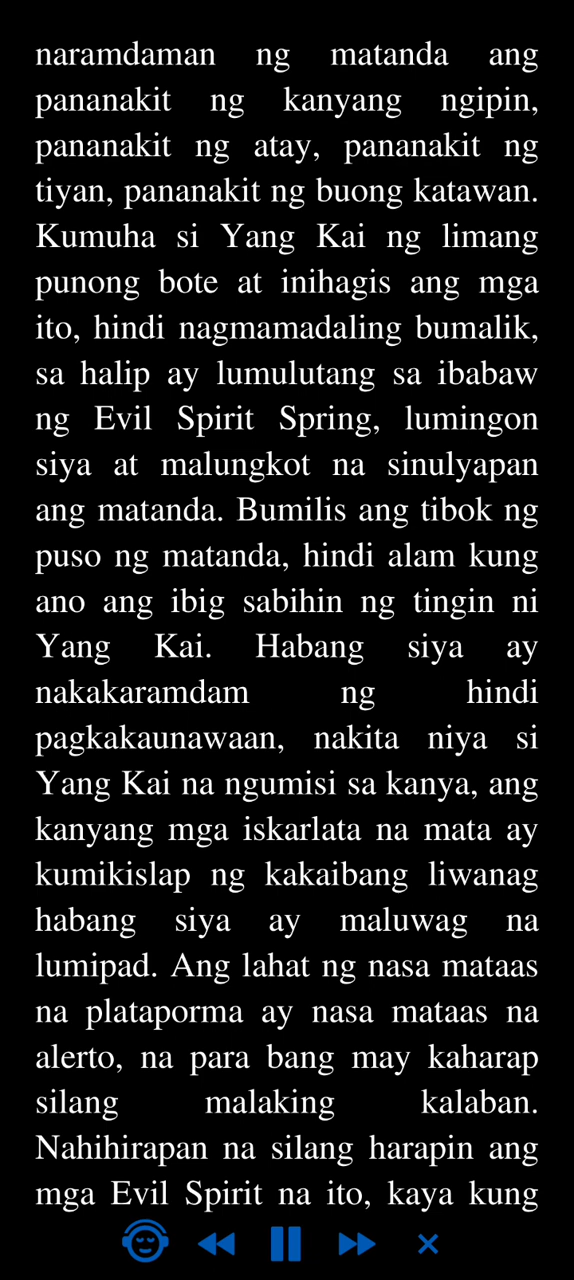 naramdaman ng matanda ang
pananakit ng kanyang ngipin,
pananakit ng atay, pananakit ng
tiyan, pananakit ng buong katawan.
Kumuha si Yang Kai ng limang
punong bote at inihagis ang mga
ito, hindi nagmamadaling bumalik,
sa halip ay lumulutang sa ibabaw
ng Evil Spirit Spring, lumingon
siya at malungkot na sinulyapan
ang matanda. Bumilis ang tibok ng
puso ng matanda, hindi alam kung
ano ang ibig sabihin ng tingin ni
Yang Kai. Habang siya ay
nakakaramdam ng hindi
pagkakaunawaan, nakita niya si
Yang Kai na ngumisi sa kanya, ang
kanyang mga iskarlata na mata ay
kumikislap ng kakaibang liwanag
habang siya ay maluwag na
lumipad. Ang lahat ng nasa mataas
na plataporma ay nasa mataas na
alerto, na para bang may kaharap
silang malaking kalaban.
Nahihirapan na silang harapin ang
mga Evil Spirit na ito, kaya kung